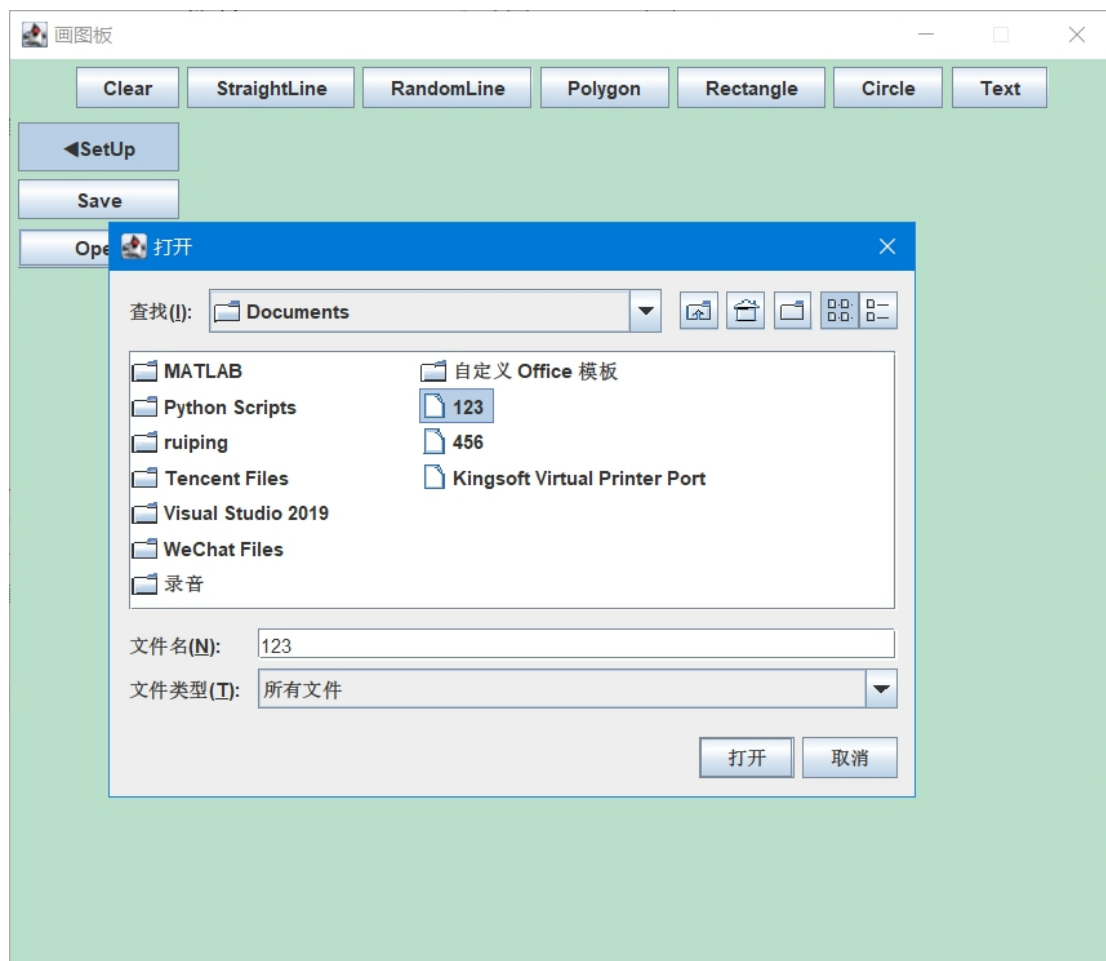 画图板
Clear StraightLine RandomLine Polygon Rectangle Circle Text
◀SetUp
Save
打开
查找(I): Documents
MATLAB 自定义 Office 模板
Python Scripts 123
ruiping 456
Tencent Files Kingsoft Virtual Printer Port
Visual Studio 2019
WeChat Files
录音
文件名(N): 123
文件类型(T): 所有文件
打开 取消